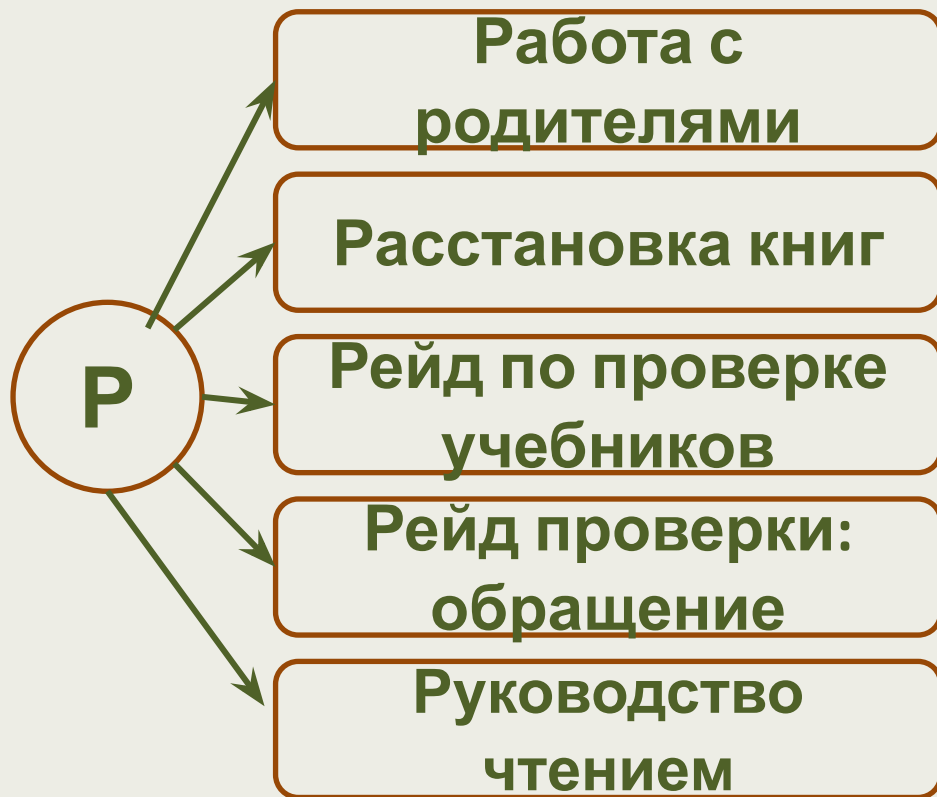 Работа с
родителями
Расстановка книг
Р
Рейд по проверке
учебников
Рейд проверки:
обращение
Руководство
чтением